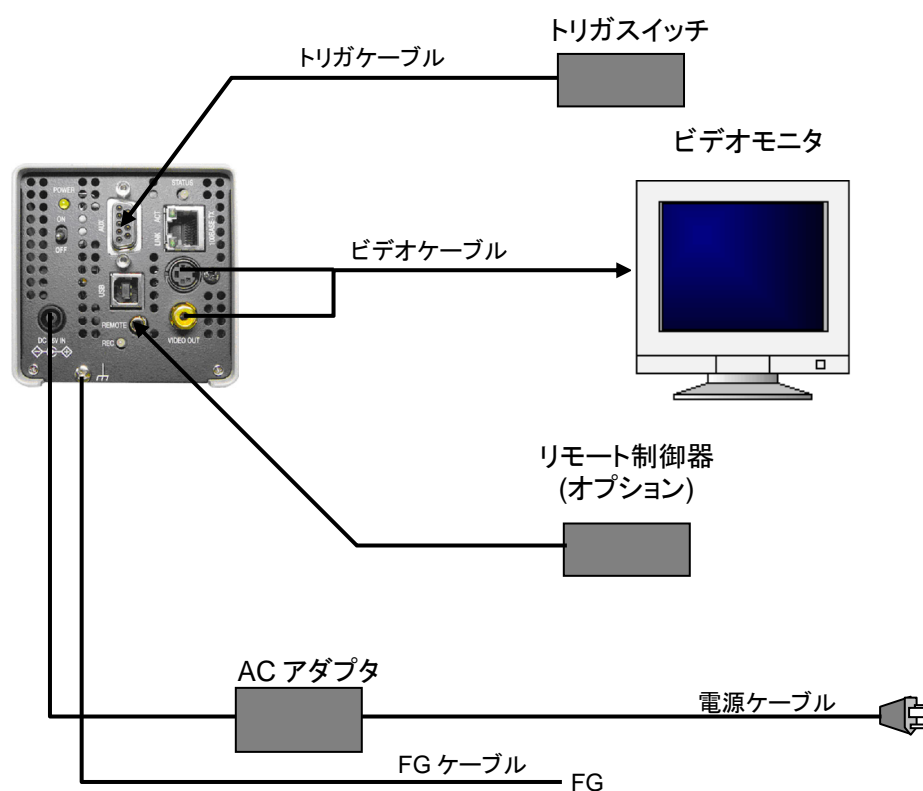 トリガスイッチ
トリガケーブル
ビデオモニタ
POWER
ON
OFF
AUX
STATUS
LINK
ACT
ビデオケーブル
USB
REMOTE
REC
VIDEO OUT
リモート制御器
(オプション)
AC アダプタ
電源ケーブル
FG ケーブル
FG